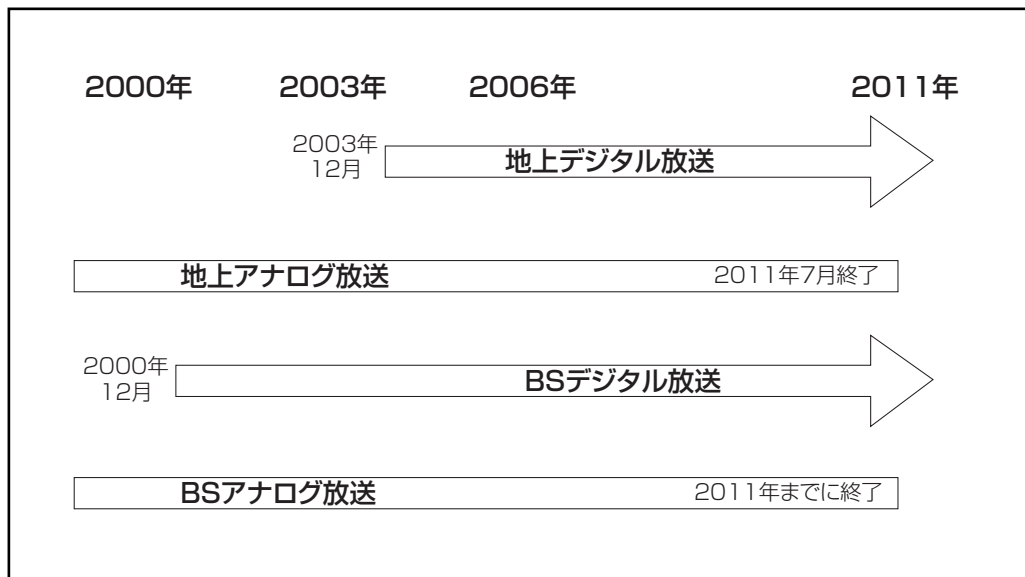 2000年 2003年 2006年 2011年
2003年
12月
地上デジタル放送
地上アナログ放送 2011年7月終了
2000年
12月
BSデジタル放送
BSアナログ放送 2011年までに終了